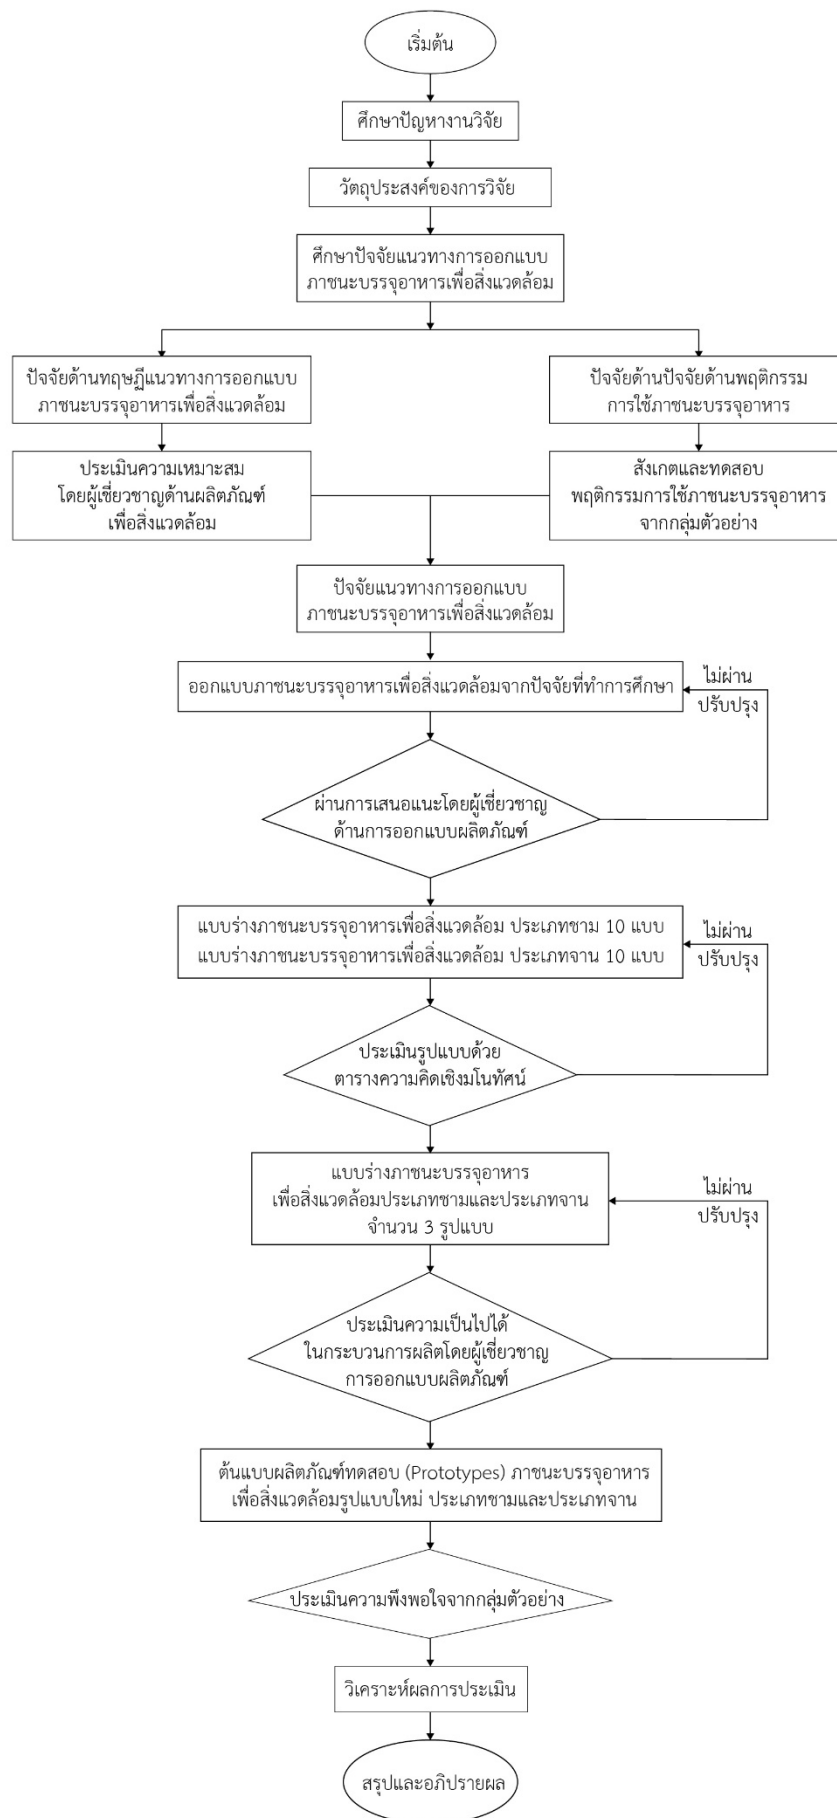 เริ่มต้น
ศึกษาปัญหางานวิจัย
วัตถุประสงค์ของการวิจัย
ศึกษาปัจจัยแนวทางการออกแบบ
ภาชนะบรรจุอาหารเพื่อสิ่งแวดล้อม
ปัจจัยด้านทฤษฎีแนวทางการออกแบบ
ภาชนะบรรจุอาหารเพื่อสิ่งแวดล้อม
ปัจจัยด้านปัจจัยด้านพฤติกรรม
การใช้ภาชนะบรรจุอาหาร
ประเมินความเหมาะสม
โดยผู้เชี่ยวชาญด้านผลิตภัณฑ์
เพื่อสิ่งแวดล้อม
สังเกตและทดสอบ
พฤติกรรมการใช้ภาชนะบรรจุอาหาร
จากกลุ่มตัวอย่าง
ปัจจัยแนวทางการออกแบบ
ภาชนะบรรจุอาหารเพื่อสิ่งแวดล้อม
ออกแบบภาชนะบรรจุอาหารเพื่อสิ่งแวดล้อมจากปัจจัยที่ทำการศึกษา
ไม่ผ่าน
ปรับปรุง
ผ่านการเสนอแนะโดยผู้เชี่ยวชาญ
ด้านการออกแบบผลิตภัณฑ์
แบบร่างภาชนะบรรจุอาหารเพื่อสิ่งแวดล้อม ประเภทชาม 10 แบบ
แบบร่างภาชนะบรรจุอาหารเพื่อสิ่งแวดล้อม ประเภทจาน 10 แบบ
ไม่ผ่าน
ปรับปรุง
ประเมินรูปแบบด้วย
ตารางความคิดเชิงมโนทัศน์
แบบร่างภาชนะบรรจุอาหาร
เพื่อสิ่งแวดล้อมประเภทชามและประเภทจาน
จำนวน 3 รูปแบบ
ไม่ผ่าน
ปรับปรุง
ประเมินความเป็นไปได้
ในกระบวนการผลิตโดยผู้เชี่ยวชาญ
การออกแบบผลิตภัณฑ์
ต้นแบบผลิตภัณฑ์ทดสอบ (Prototypes) ภาชนะบรรจุอาหาร
เพื่อสิ่งแวดล้อมรูปแบบใหม่ ประเภทชามและประเภทจาน
ประเมินความพึงพอใจจากกลุ่มตัวอย่าง
วิเคราะห์ผลการประเมิน
สรุปและอภิปรายผล